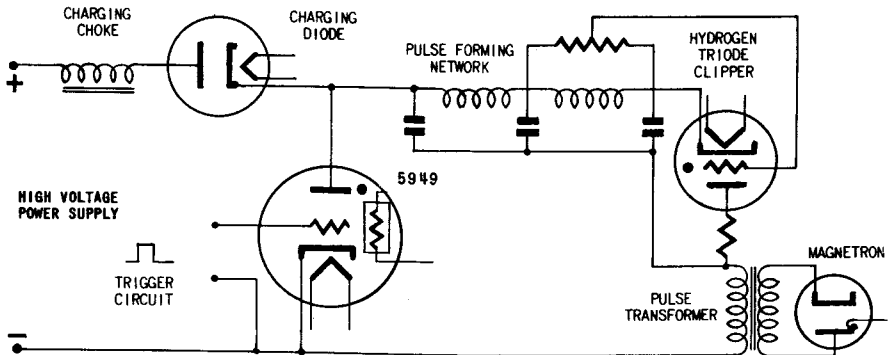 CHARGING
CHOKE
CHARGING
DIODE
PULSE FORMING
NETWORK
HYDROGEN
TRIODE
CLIPPER
+
5949
HIGH VOLTAGE
POWER SUPPLY
TRIGGER
CIRCUIT
PULSE
TRANSFORMER
MAGNETRON
−